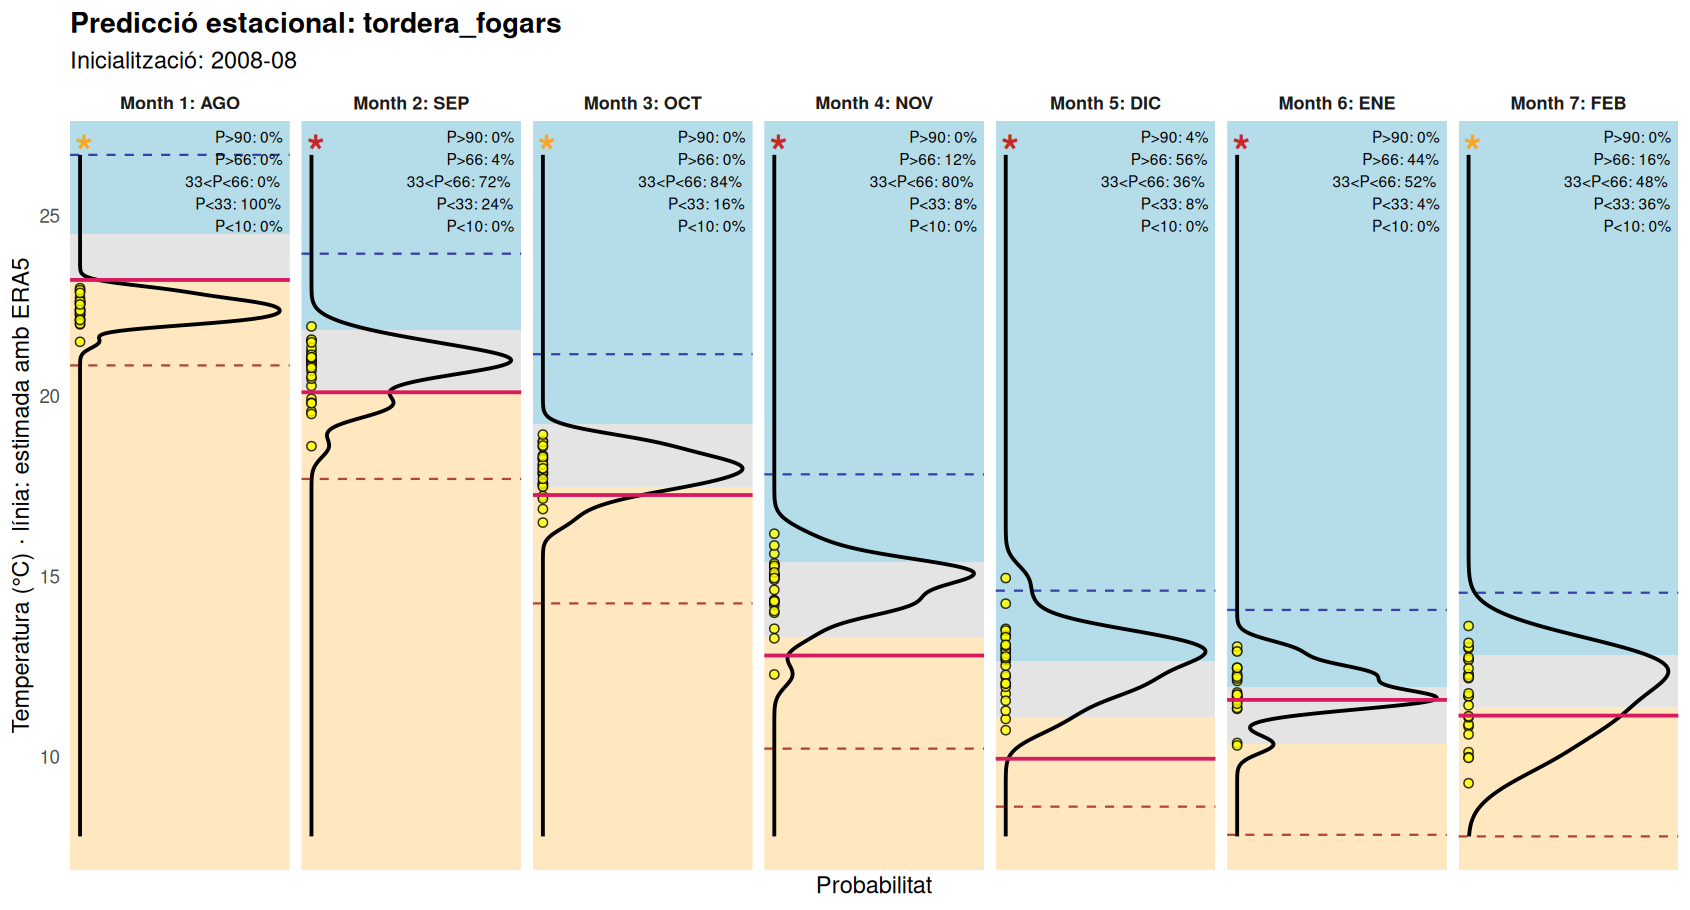 Predicció estacional: tordera_fogars
Inicialització: 2008-08
Month 1: AGO
Month 2: SEP
Month 3: OCT
Month 4: NOV
Month 5: DIC
Month 6: ENE
Month 7: FEB
*
P>90: 0%
P>66: 0%
33<P<66: 0%
P<33: 100%
P<10: 0%
*
P>90: 0%
P>66: 4%
33<P<66: 72%
P<33: 24%
P<10: 0%
*
P>90: 0%
P>66: 0%
33<P<66: 84%
P<33: 16%
P<10: 0%
*
P>90: 0%
P>66: 12%
33<P<66: 80%
P<33: 8%
P<10: 0%
*
P>90: 4%
P>66: 56%
33<P<66: 36%
P<33: 8%
P<10: 0%
*
P>90: 0%
P>66: 44%
33<P<66: 52%
P<33: 4%
P<10: 0%
*
P>90: 0%
P>66: 16%
33<P<66: 48%
P<33: 36%
P<10: 0%
25
20
15
10
Temperatura (°C) · línia: estimada amb ERA5
Probabilitat